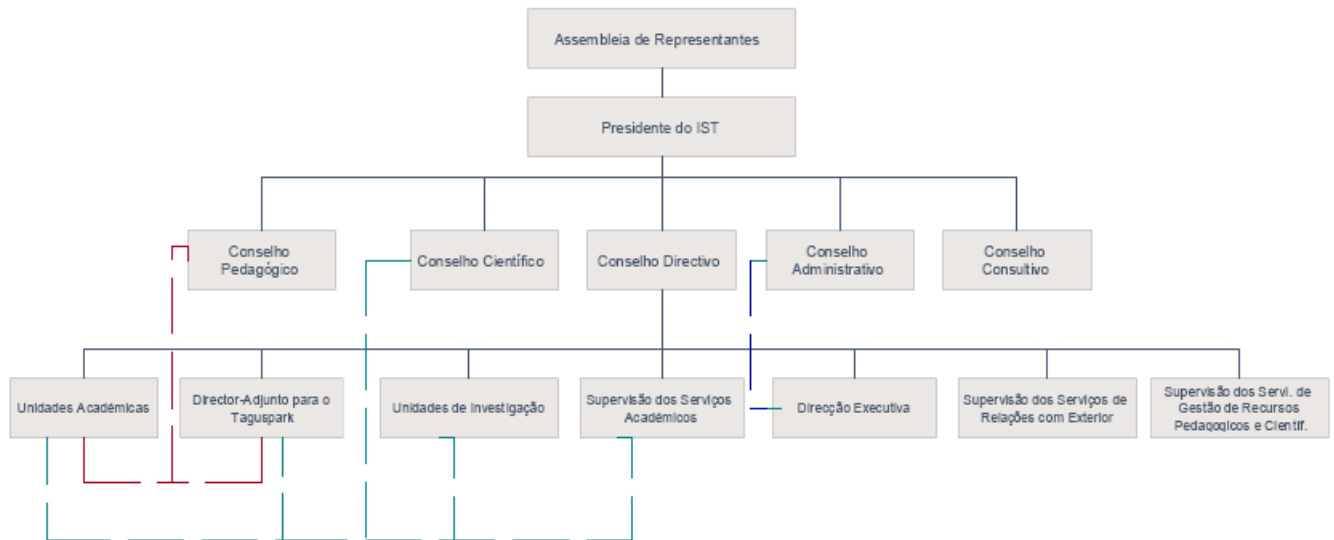 Assembleia de Representantes
Presidente do IST
Conselho
Pedagógico
Conselho Científico
Conselho Directivo
Conselho
Administrativo
Conselho
Consultivo
Unidades Académicas
Director-Adjunto para o
Taguspark
Unidades de Investigação
Supervisão dos Serviços
Académicos
Direcção Executiva
Supervisão dos Serviços de
Relações com Exterior
Supervisão dos Servi. de
Gestão de Recursos
Pedagogicos e Cientif.